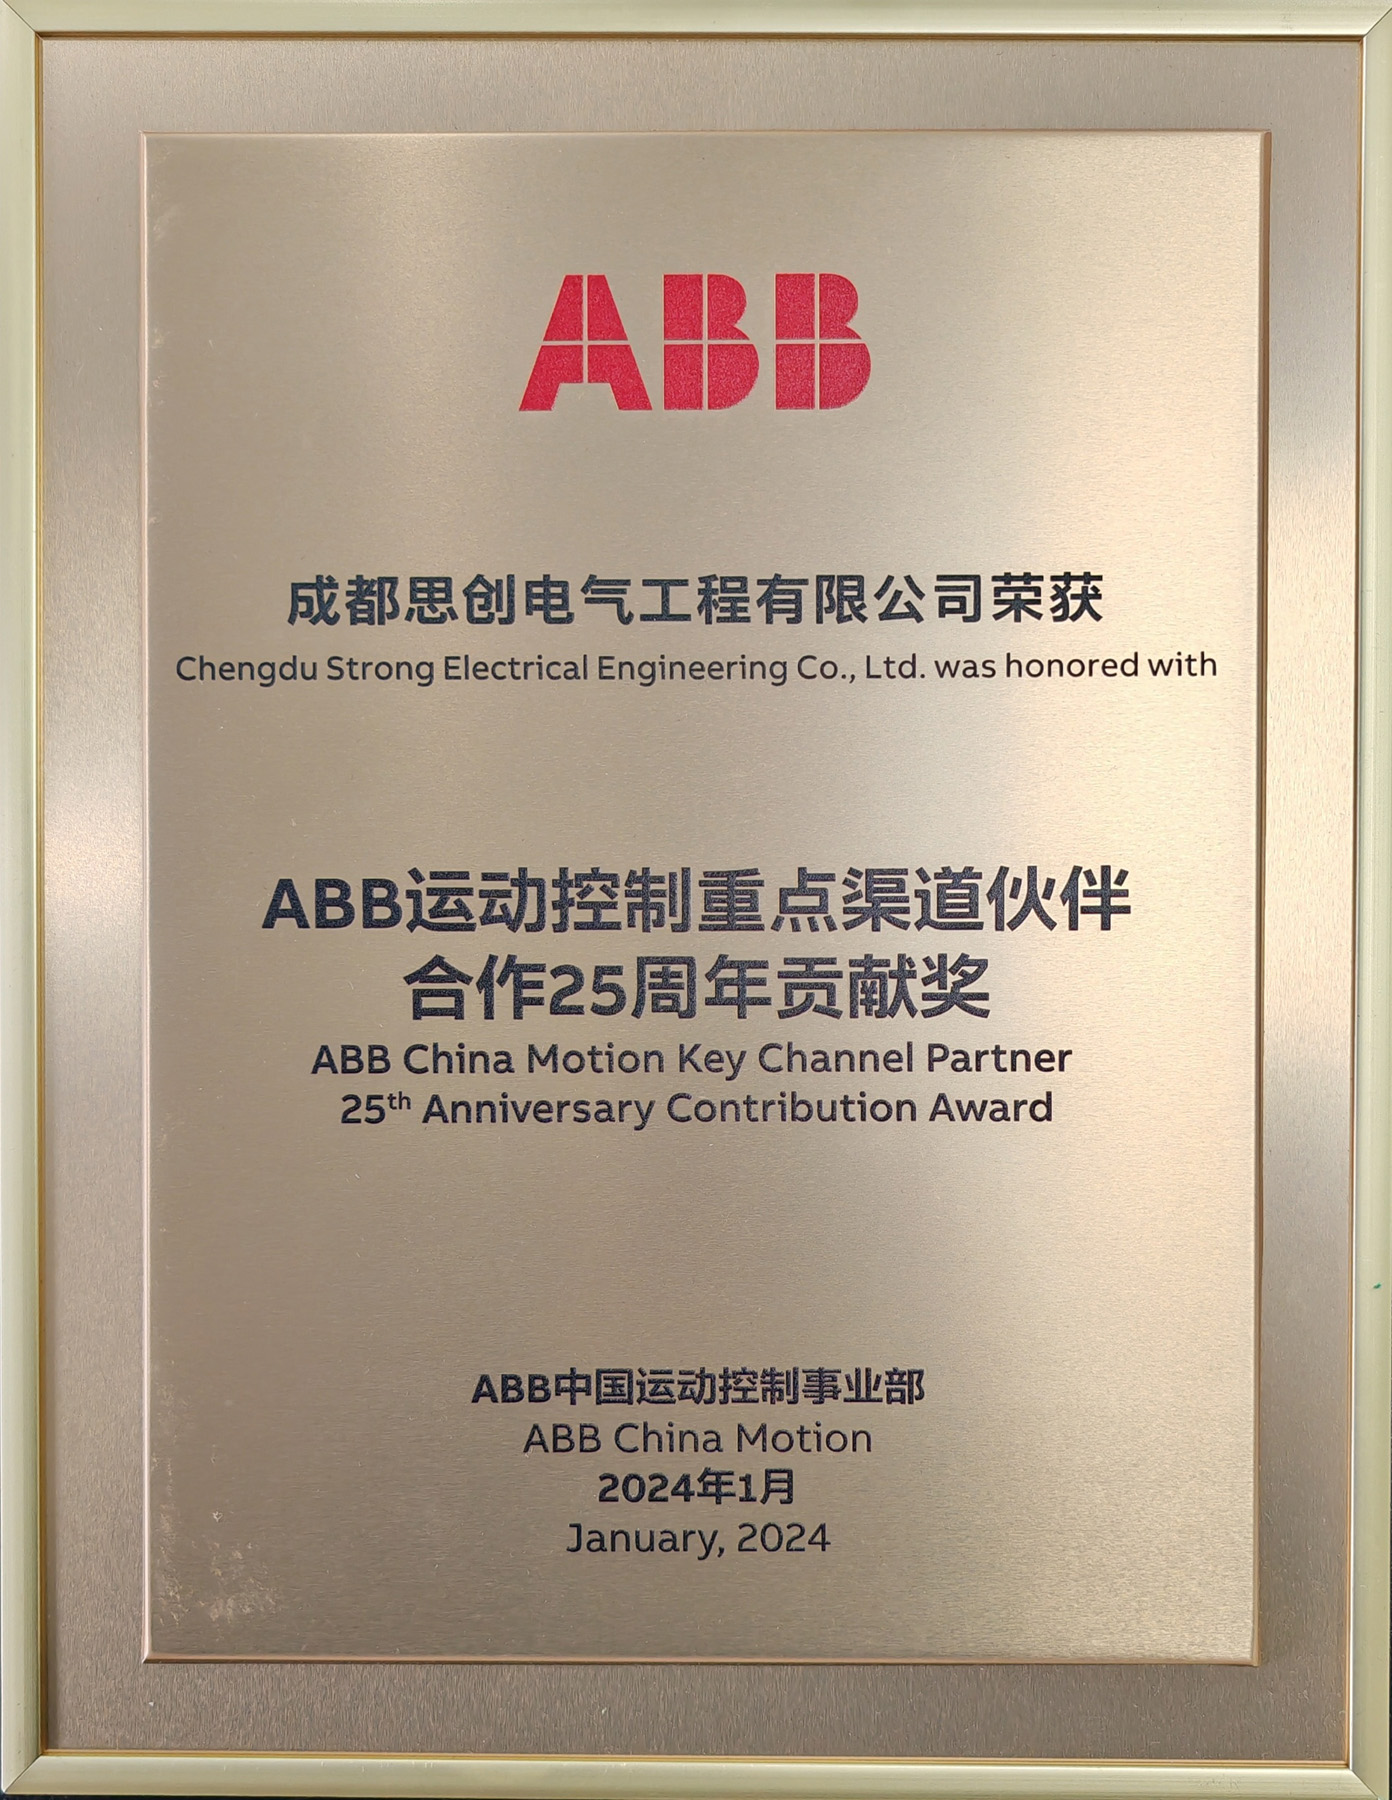 ABB
成都思创电气工程有限公司荣获
Chengdu Strong Electrical Engineering Co., Ltd. was honored with
ABB运动控制重点渠道伙伴
合作25周年贡献奖
ABB China Motion Key Channel Partner
25th Anniversary Contribution Award
ABB中国运动控制事业部
ABB China Motion
2024年1月
January, 2024